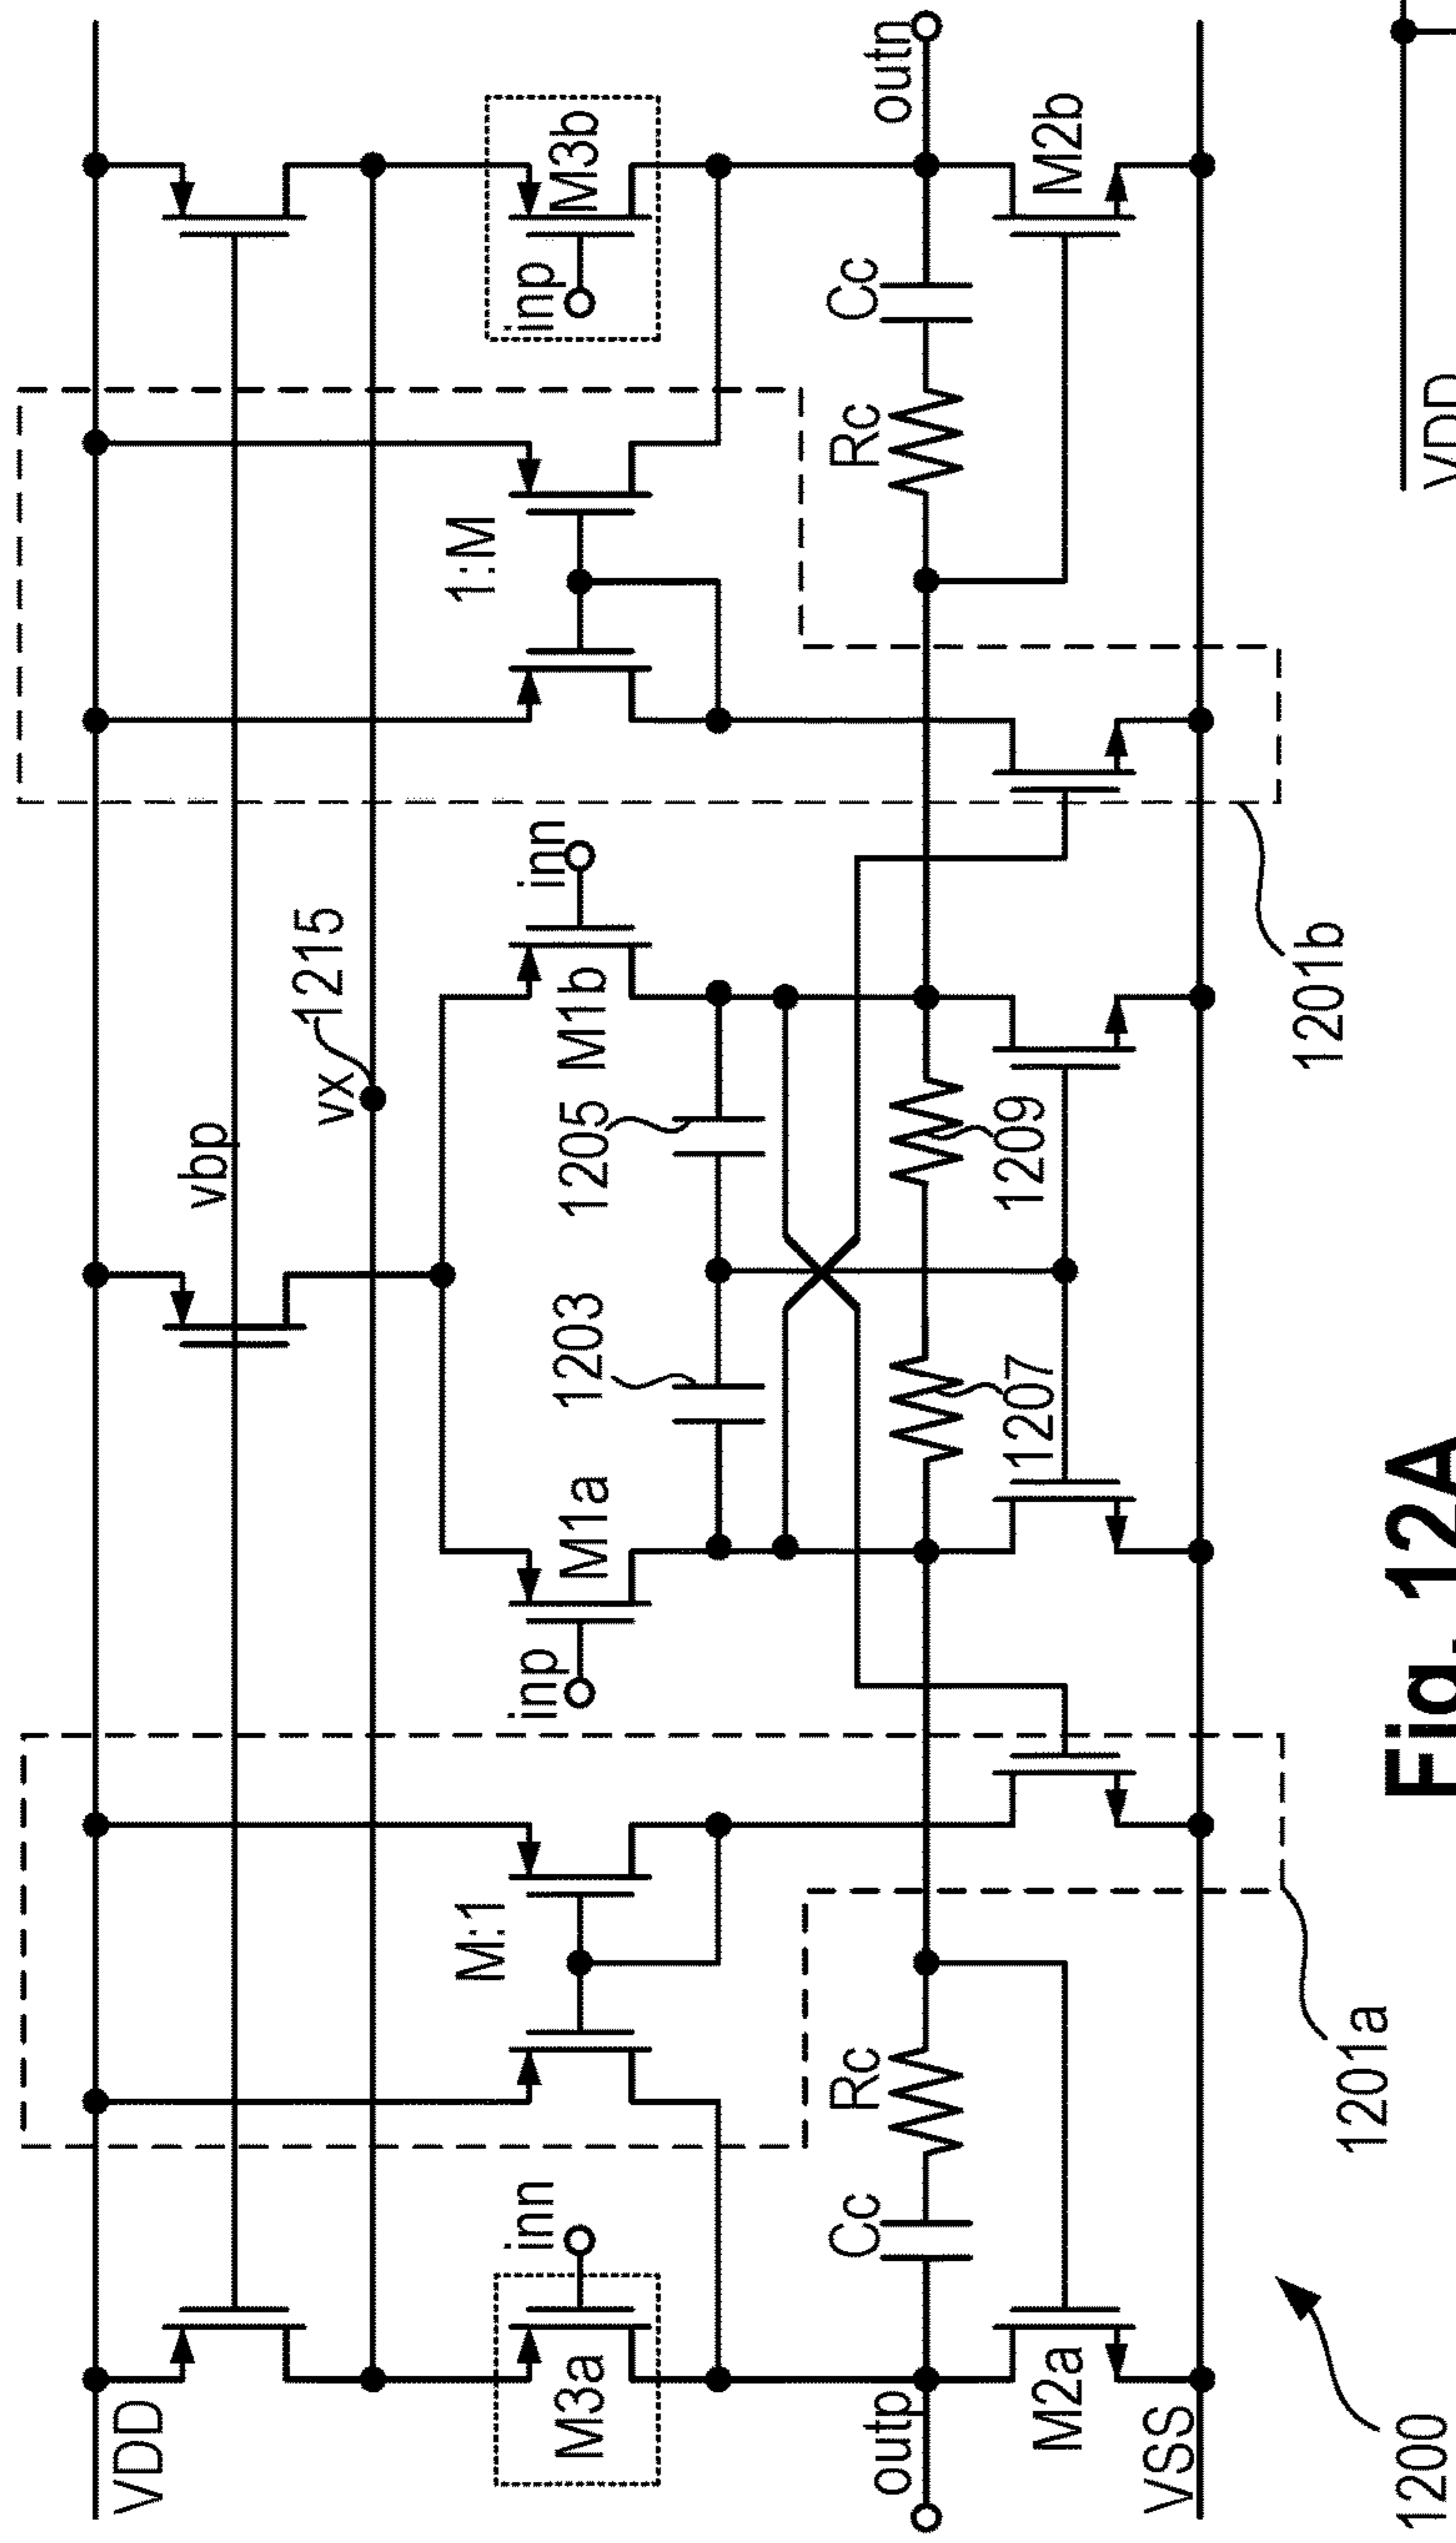 VDD
vbp
vx
1215
M:1
1:M
inn
M3a
inp
M1a
M1b
inn
inp
M3b
1203
1205
outp
Cc
Rc
1207
1209
Rc
Cc
outn
M2a
M2b
VSS
1200
1201a
1201b
Fig. 12A
VDD